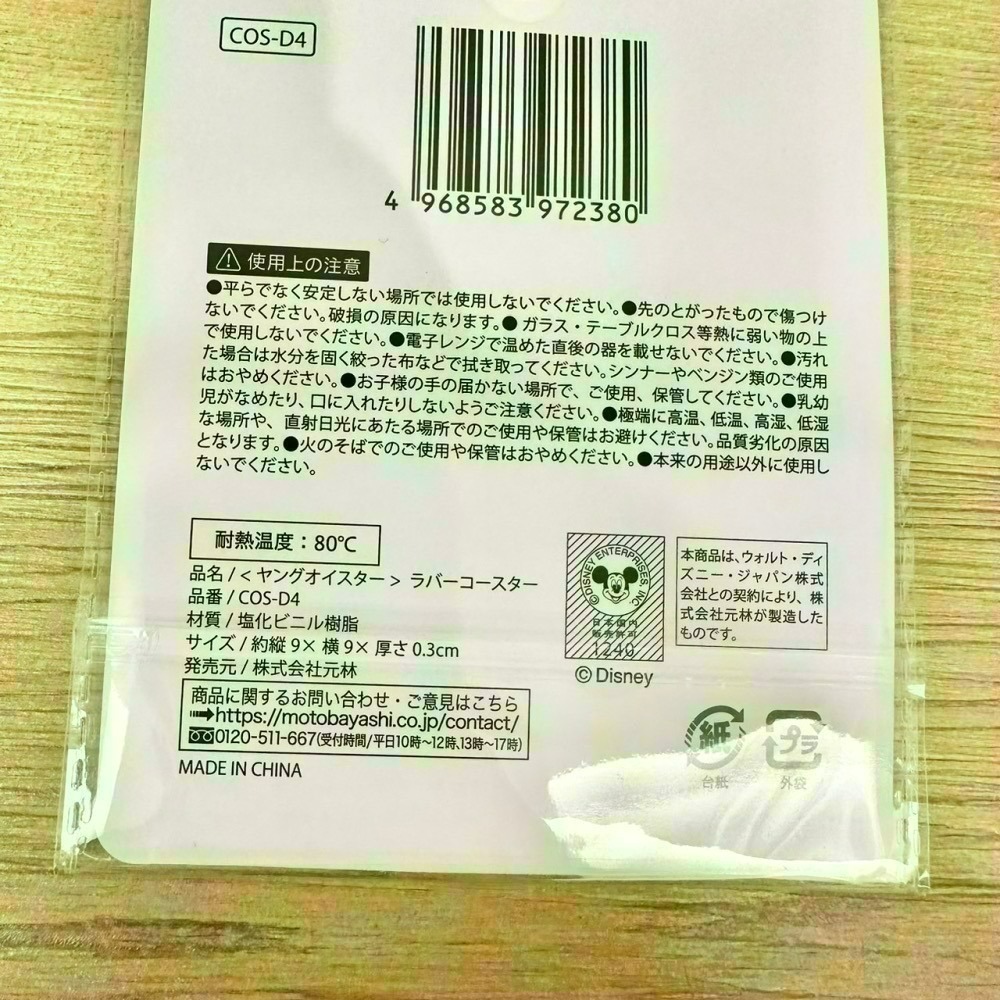 COS-D4
4 968583 972380
使用上の注意
●平らでなく安定しない場所では使用しないでください。●先のとがったもので傷つけ
ないでください。破損の原因になります。●ガラス・テーブルクロス等熱に弱い物の上
で使用しないでください。●電子レンジで温めた直後の器を載せないでください。●汚れ
た場合は水分を固く絞った布などで拭き取ってください。シンナーやベンジン類のご使用
はおやめください。●お子様の手の届かない場所で、ご使用、保管してください。●乳幼
児がなめたり、口に入れたりしないようご注意ください。●極端に高温、低温、高湿、低湿
な場所や、直射日光にあたる場所でのご使用や保管はお避けください。品質劣化の原因
となります。●火のそばでのご使用や保管はおやめください。●本来の用途以外に使用し
ないでください。
耐熱温度：80℃
品名/<ヤングオイスター> ラバーコースター
品番/COS-D4
材質/塩化ビニル樹脂
サイズ/約縦 9× 横 9× 厚さ 0.3cm
発売元/株式会社元林
商品に関するお問い合わせ・ご意見はこちら
➡https://motobayashi.co.jp/contact/
0120-511-667(受付時間/平日10時～12時､13時～17時)
MADE IN CHINA
©DISNEY ENTERPRISES, INC.
日本国内
販売許可
1240
©Disney
本商品は、ウォルト・ディ
ズニー・ジャパン株式
会社との契約により、株
式会社元林が製造した
ものです。
紙
台紙
プラ
外袋